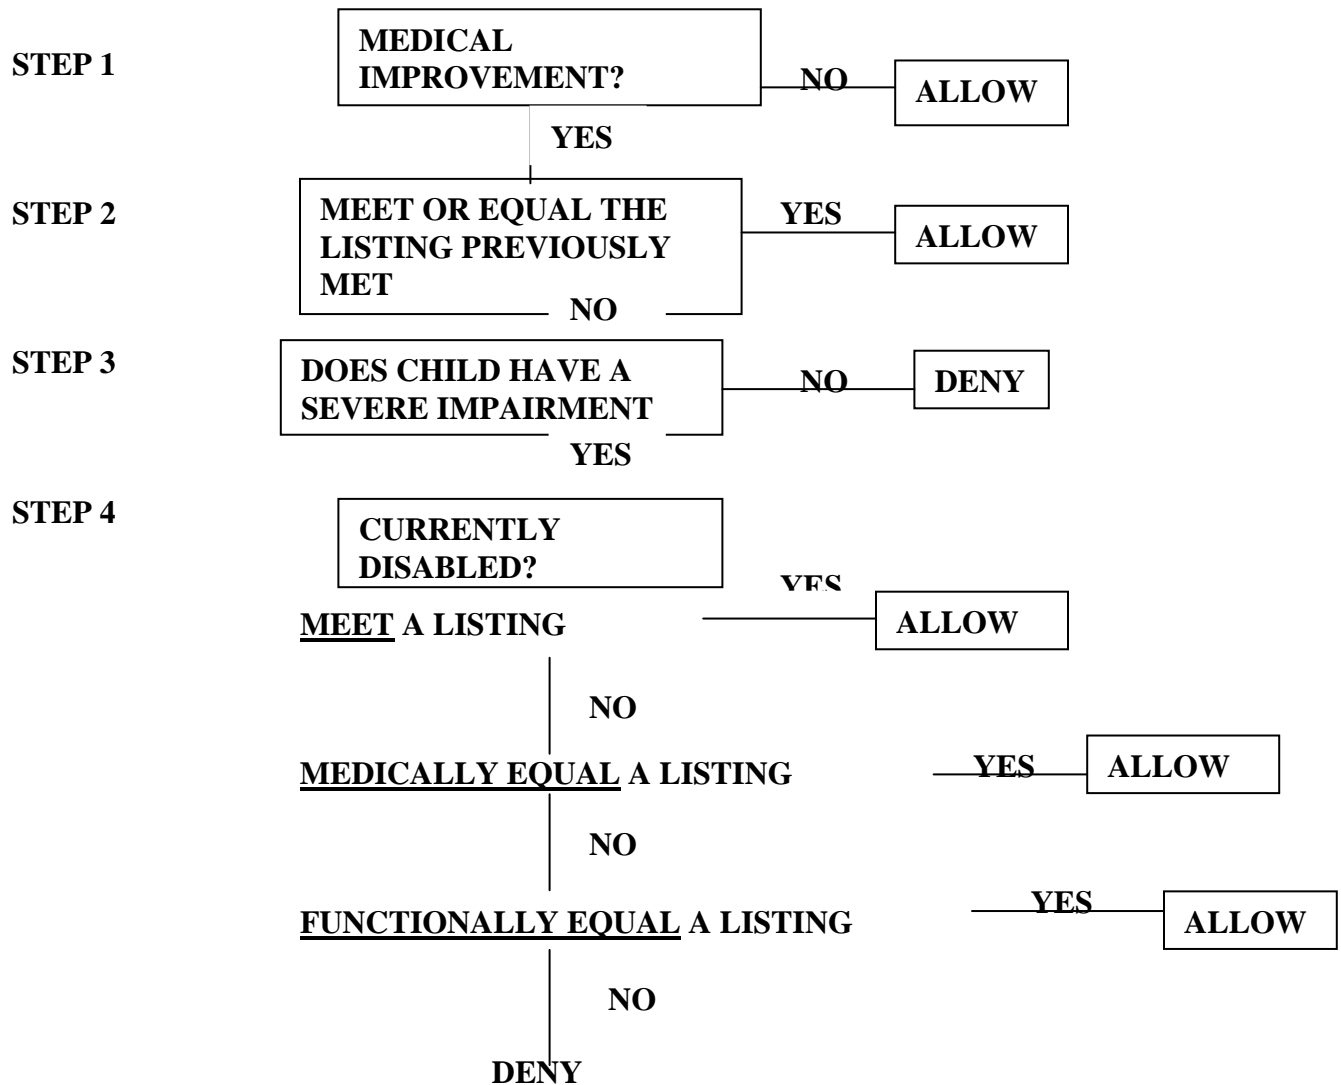 STEP 1
MEDICAL
IMPROVEMENT?
NO
ALLOW
YES
STEP 2
MEET OR EQUAL THE
LISTING PREVIOUSLY
MET
YES
ALLOW
NO
STEP 3
DOES CHILD HAVE A
SEVERE IMPAIRMENT
NO
DENY
YES
STEP 4
CURRENTLY
DISABLED?
YES
MEET A LISTING
ALLOW
NO
MEDICALLY EQUAL A LISTING
YES
ALLOW
NO
FUNCTIONALLY EQUAL A LISTING
YES
ALLOW
NO
DENY